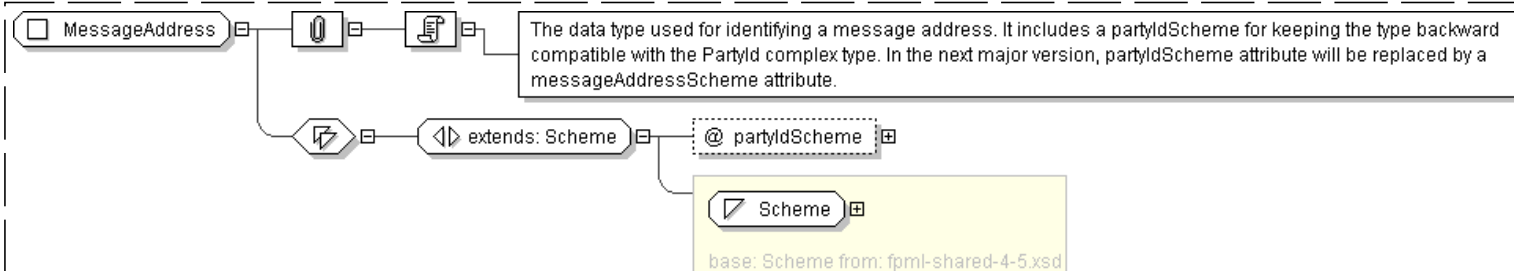 MessageAddress
The data type used for identifying a message address. It includes a partyIdScheme for keeping the type backward
compatible with the PartyId complex type. In the next major version, partyIdScheme attribute will be replaced by a
messageAddressScheme attribute.
extends: Scheme
@ partyIdScheme
Scheme
base: Scheme from: fpml-shared-4-5.xsd